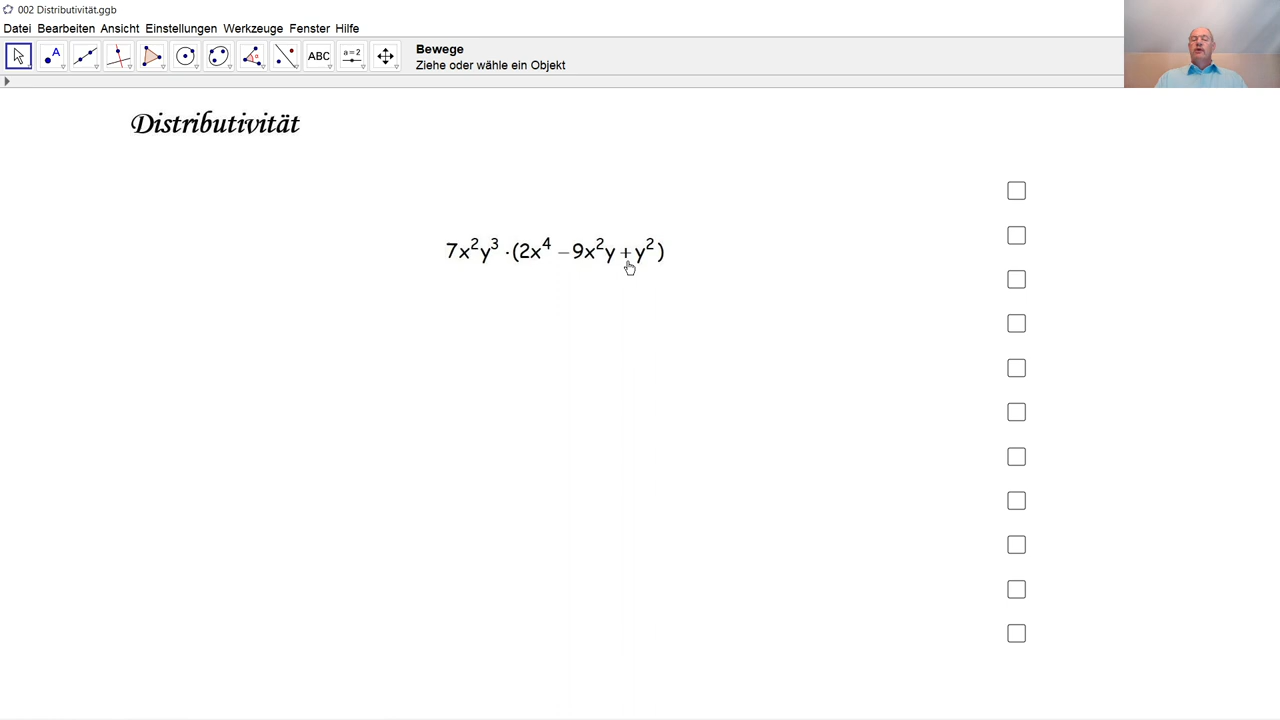 002 Distributivität.ggb
Datei Bearbeiten Ansicht Einstellungen Werkzeuge Fenster Hilfe
A ABC a=2
Bewege
Ziehe oder wähle ein Objekt
Distributivität
7x²y³ ·(2x⁴ −9x²y+y²)